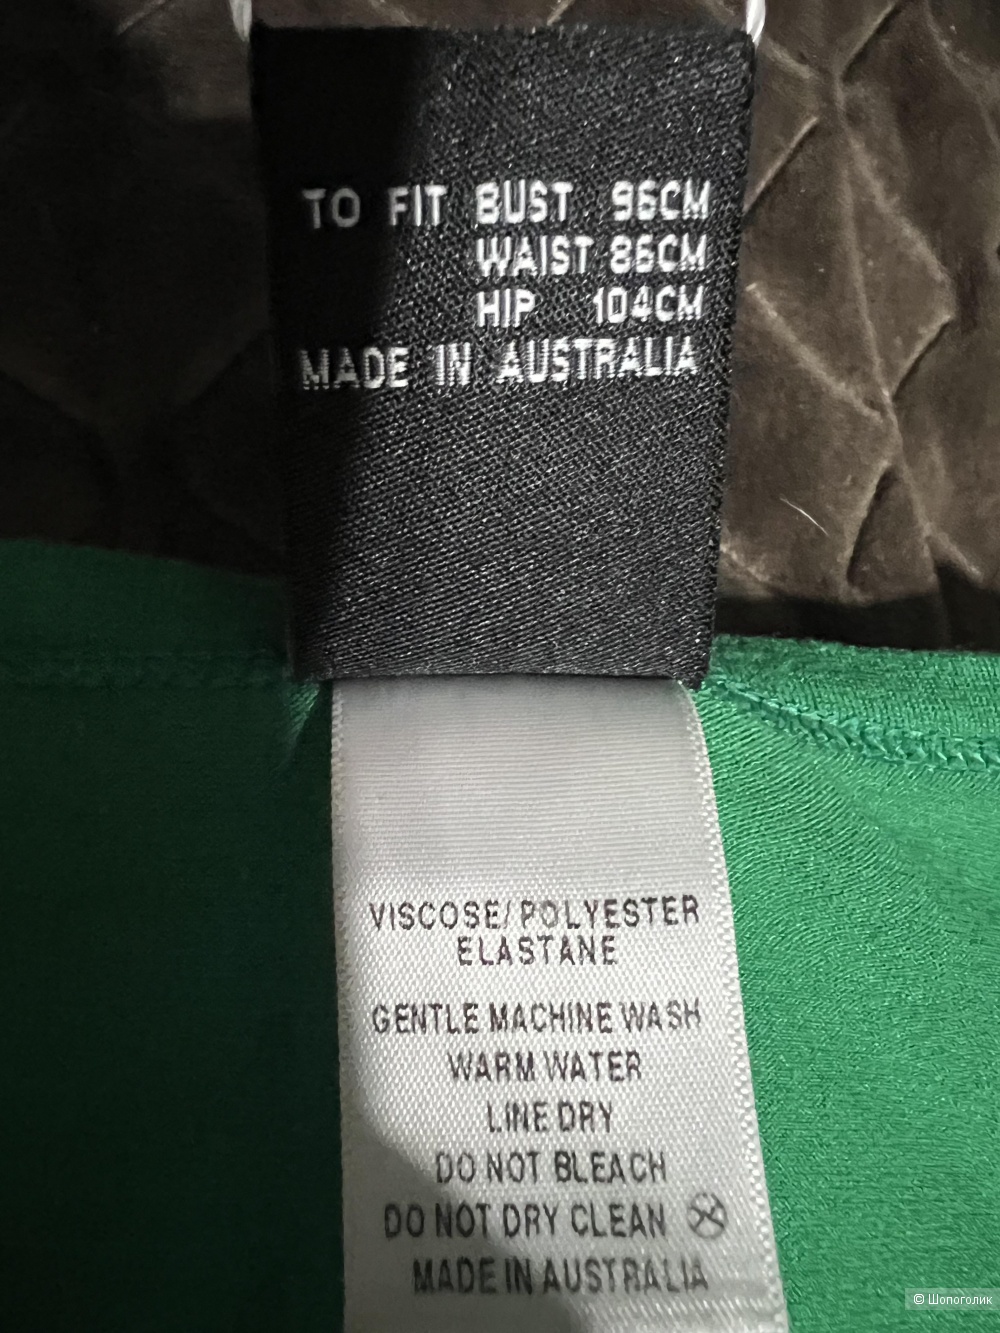 TO FIT BUST 96CM
WAIST 86CM
HIP 104CM
MADE IN AUSTRALIA
VISCOSE/POLYESTER
ELASTANE
GENTLE MACHINE WASH
WARM WATER
LINE DRY
DO NOT BLEACH
DO NOT DRY CLEAN
MADE IN AUSTRALIA
© Шопоголик